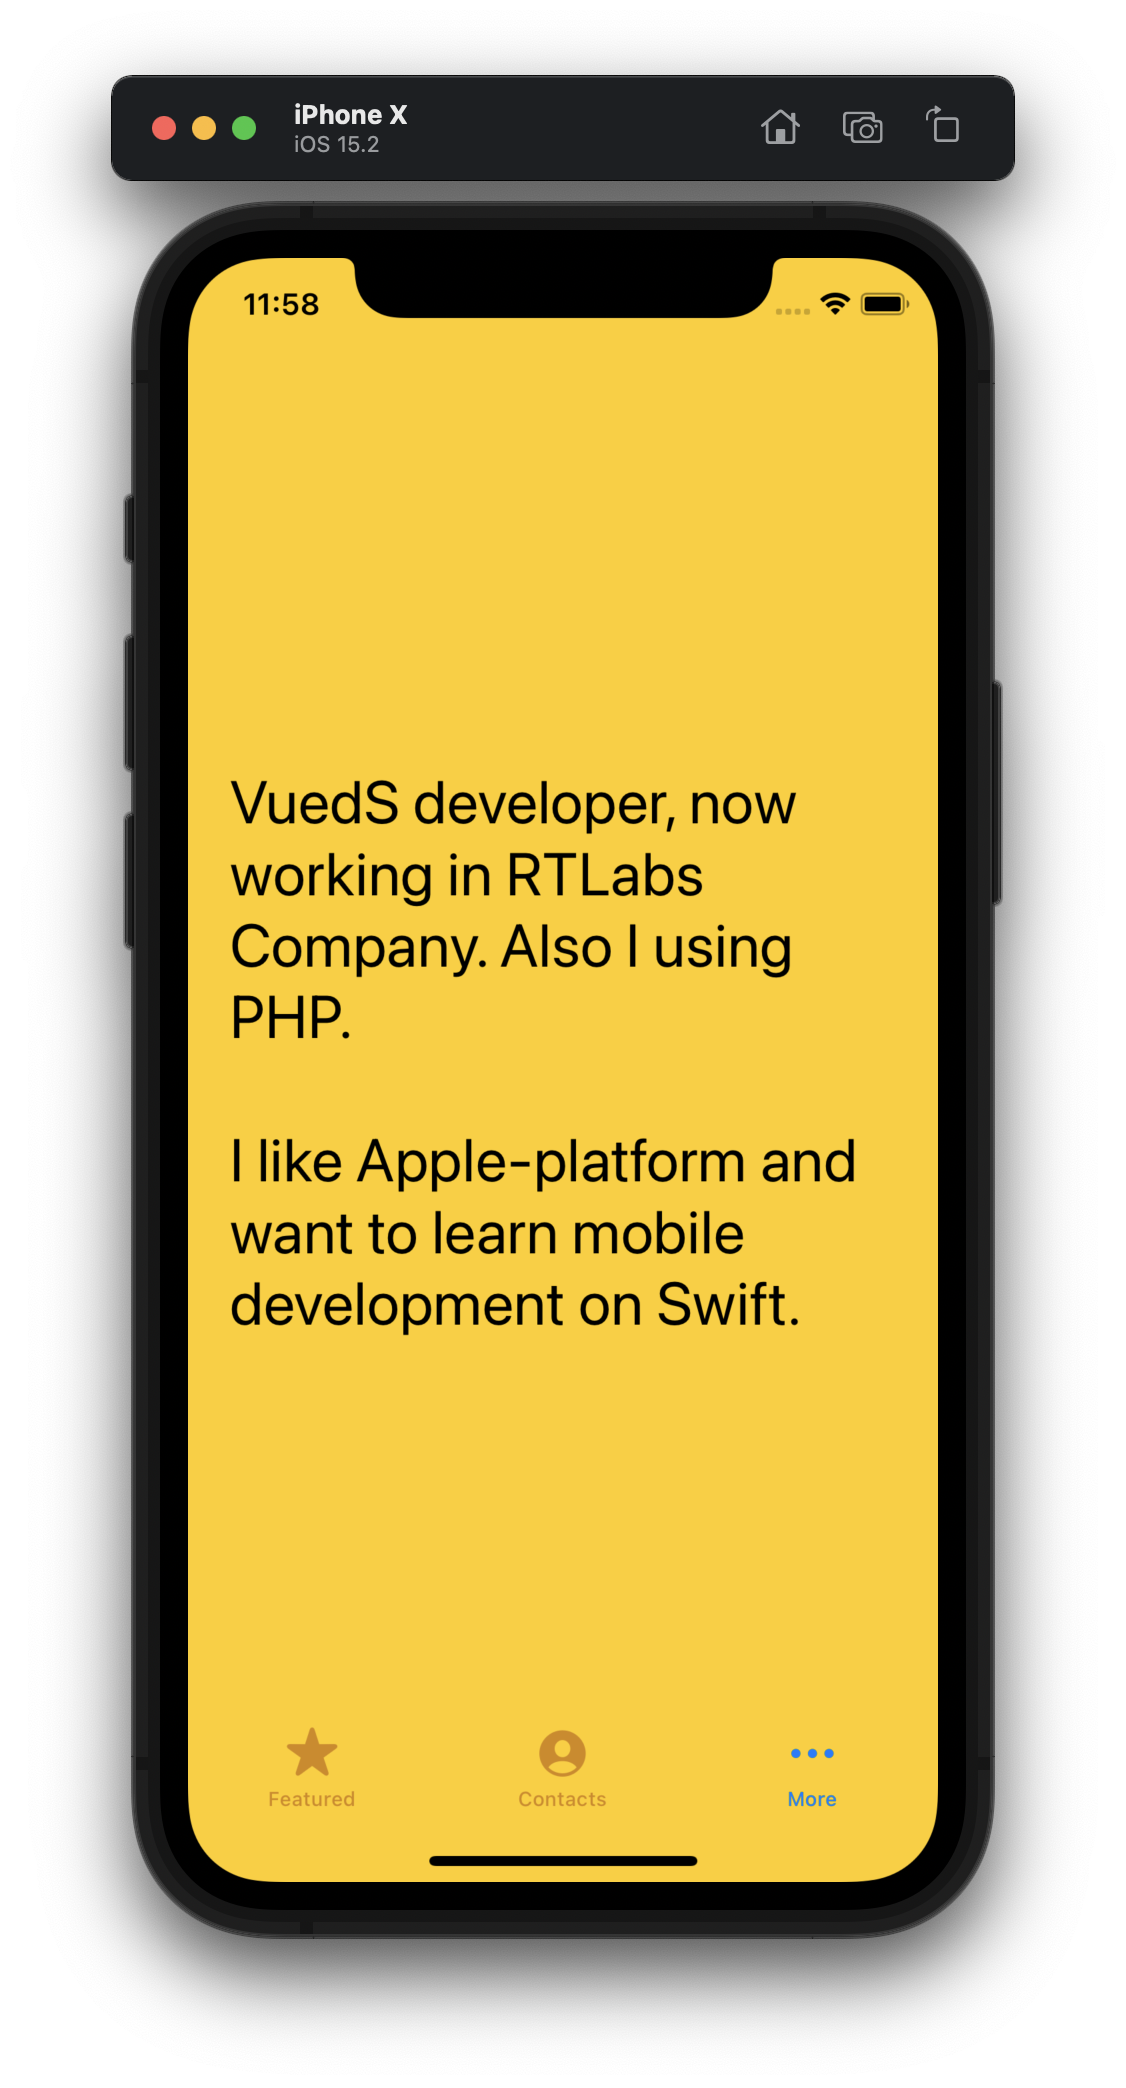 iPhone X
iOS 15.2
11:58
VuedS developer, now
working in RTLabs
Company. Also I using
PHP.
I like Apple-platform and
want to learn mobile
development on Swift.
Featured
Contacts
More